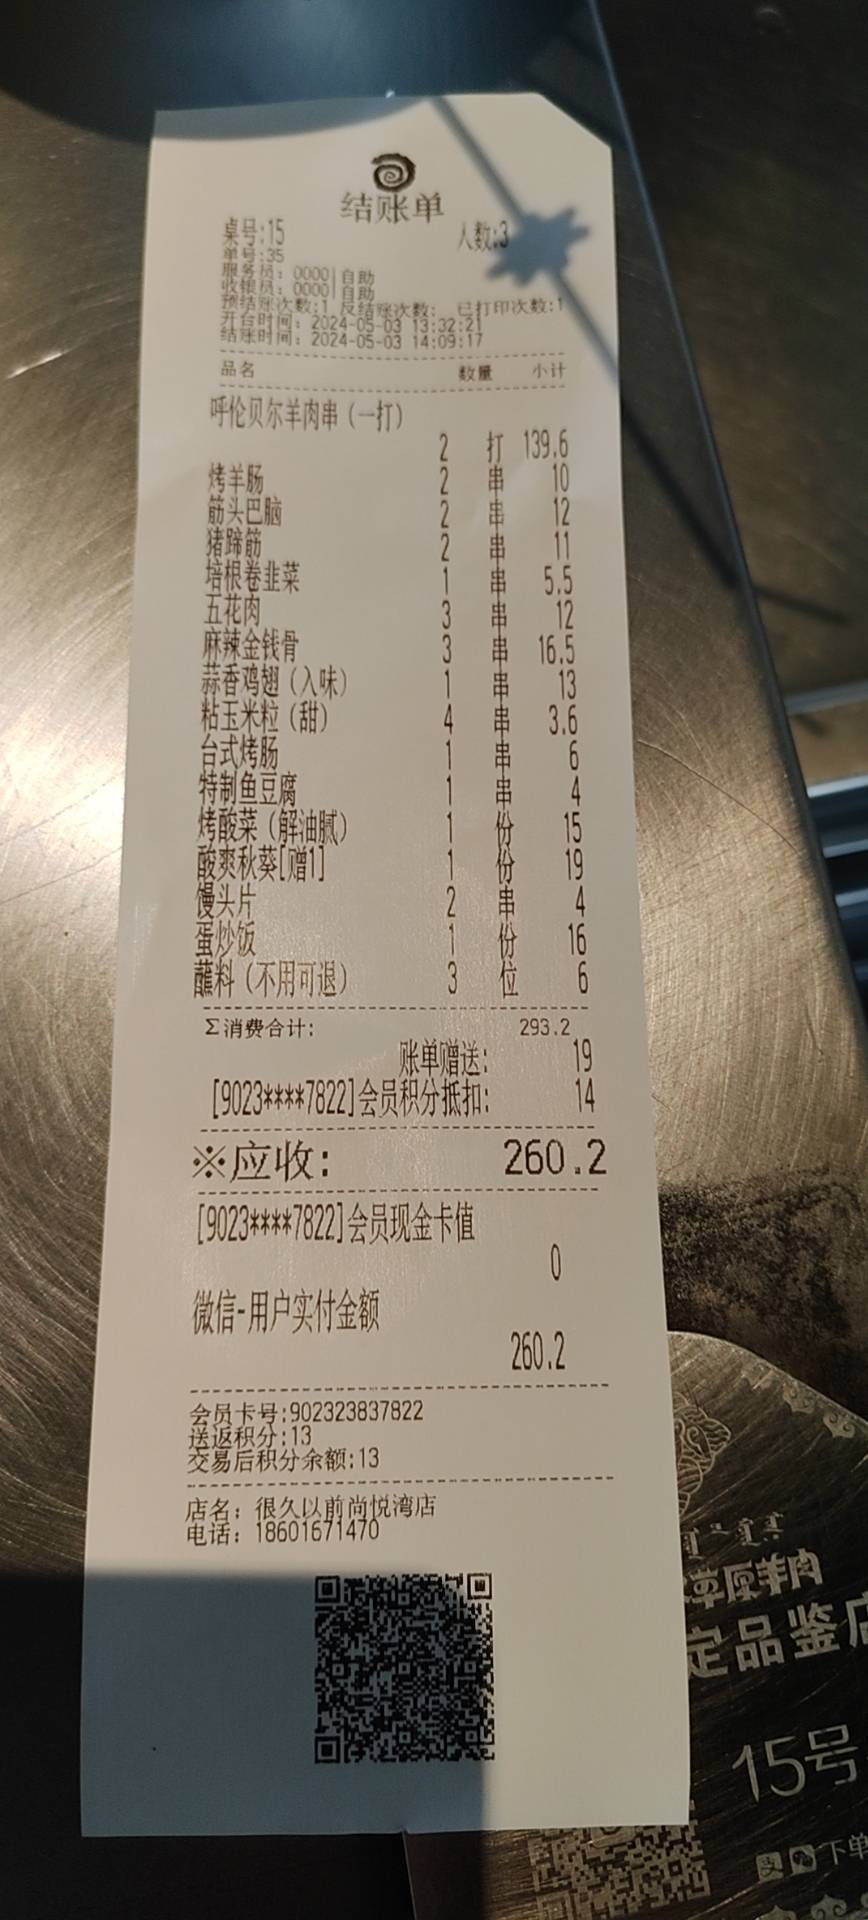 结账单
桌号:15 人数:3
单号:35
服务员: 0000|自助
收银员: 0000|自助
预结账次数:1 反结账次数: 已打印次数:1
开台时间: 2024-05-03 13:32:21
结账时间: 2024-05-03 14:09:17
品名 数量 小计
呼伦贝尔羊肉串(一打)
2 打 139.6
烤羊肠 2 串 10
筋头巴脑 2 串 12
猪蹄筋 2 串 11
培根卷韭菜 1 串 5.5
五花肉 3 串 12
麻辣金钱骨 3 串 16.5
蒜香鸡翅(入味) 1 串 13
粘玉米粒(甜) 4 串 3.6
台式烤肠 1 串 6
特制鱼豆腐 1 串 4
烤酸菜(解油腻) 1 份 15
酸爽秋葵[赠1] 1 份 19
馒头片 2 串 4
蛋炒饭 1 份 16
蘸料(不用可退) 3 位 6
Σ消费合计: 293.2
账单赠送: 19
[9023****7822]会员积分抵扣: 14
※应收: 260.2
[9023****7822]会员现金卡值
0
微信-用户实付金额
260.2
会员卡号:902323837822
送返积分:13
交易后积分余额:13
店名: 很久以前尚悦湾店
电话: 18601671470
草原羊肉
定品鉴店
15号
下单